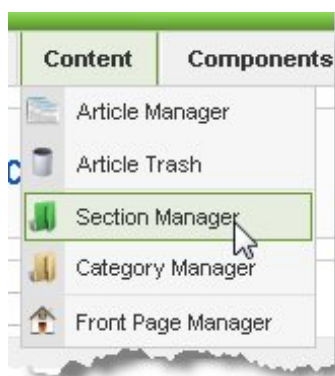 Content Components
Article Manager
Article Trash
Section Manager
Category Manager
Front Page Manager